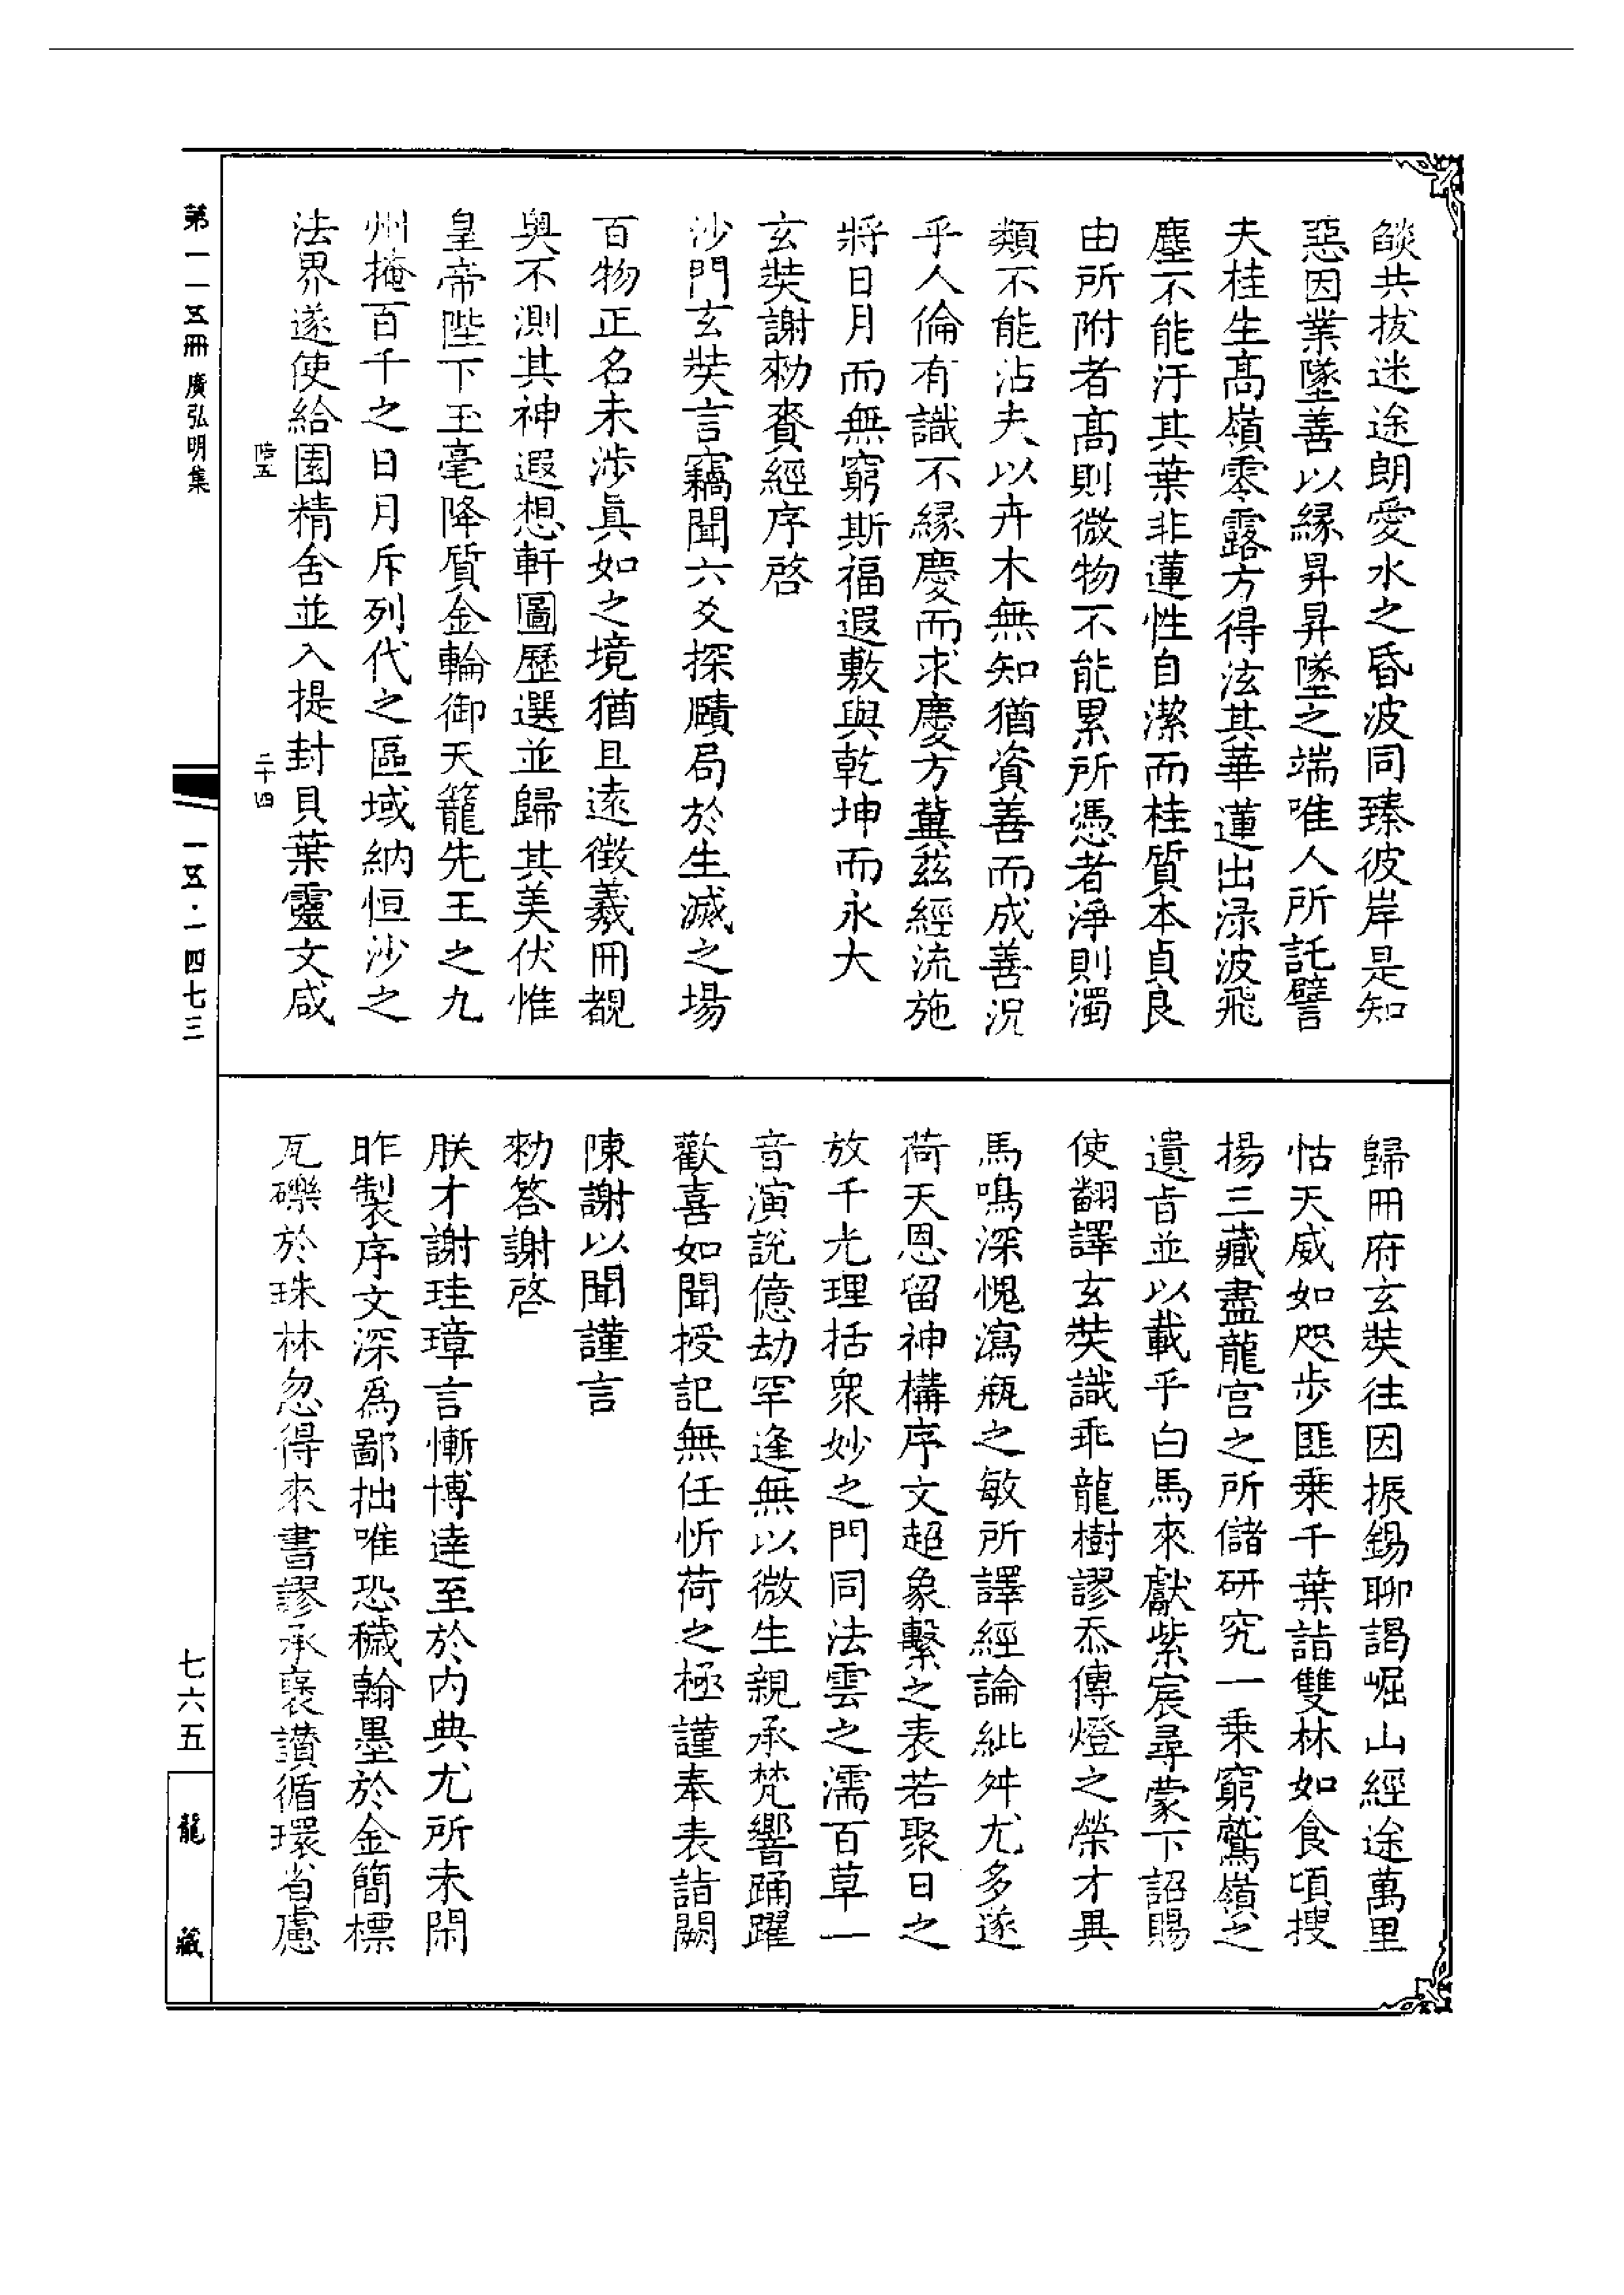 燄共拔迷途朗愛水之昏波同臻彼岸是知
惡因業墜善以緣昇昇墜之端唯人所託譬
夫桂生高嶺零露方得泫其華蓮出淥波飛
塵不能汙其葉非蓮性自潔而桂質本貞良
由所附者高則微物不能累所憑者淨則濁
類不能沾夫以卉木無知猶資善而成善況
乎人倫有識不緣慶而求慶方冀茲經流施
將日月而無窮斯福遐敷與乾坤而永大
玄奘謝勑賚經序啓
沙門玄奘言竊聞六爻探賾局於生滅之場
百物正名未涉眞如之境猶且遠徵羲冊覩
奧不測其神遐想軒圖歷選並歸其美伏惟
皇帝陛下玉毫降質金輪御天籠先王之九
州掩百千之日月斥列代之區域納恒沙之
法界遂使給園精舍並入提封貝葉靈文咸
陸五 二十四
歸冊府玄奘往因振錫聊謁崛山經途萬里
怙天威如咫步匪乗千葉詣雙林如食頃搜
揚三藏盡龍宫之所儲研究一乗窮鷲嶺之
遺旨並以載乎白馬來獻紫宸尋蒙下詔賜
使翻譯玄奘識乖龍樹謬忝傳燈之榮才異
馬鳴深愧瀉瓶之敏所譯經論紕舛尤多遂
荷天恩留神構序文超象繫之表若聚日之
放千光理括衆妙之門同法雲之濡百草一
音演說億劫罕逢無以微生親承梵響踊躍
歡喜如聞授記無任忻荷之極謹奉表詣闕
陳謝以聞謹言
勑答謝啓
朕才謝珪璋言慚博達至於内典尤所未閑
昨製序文深爲鄙拙唯恐穢翰墨於金簡標
瓦礫於珠林忽得來書謬承褒讚循環省慮
第一一五冊 廣弘明集
一五·一四七三
七六五
龍藏